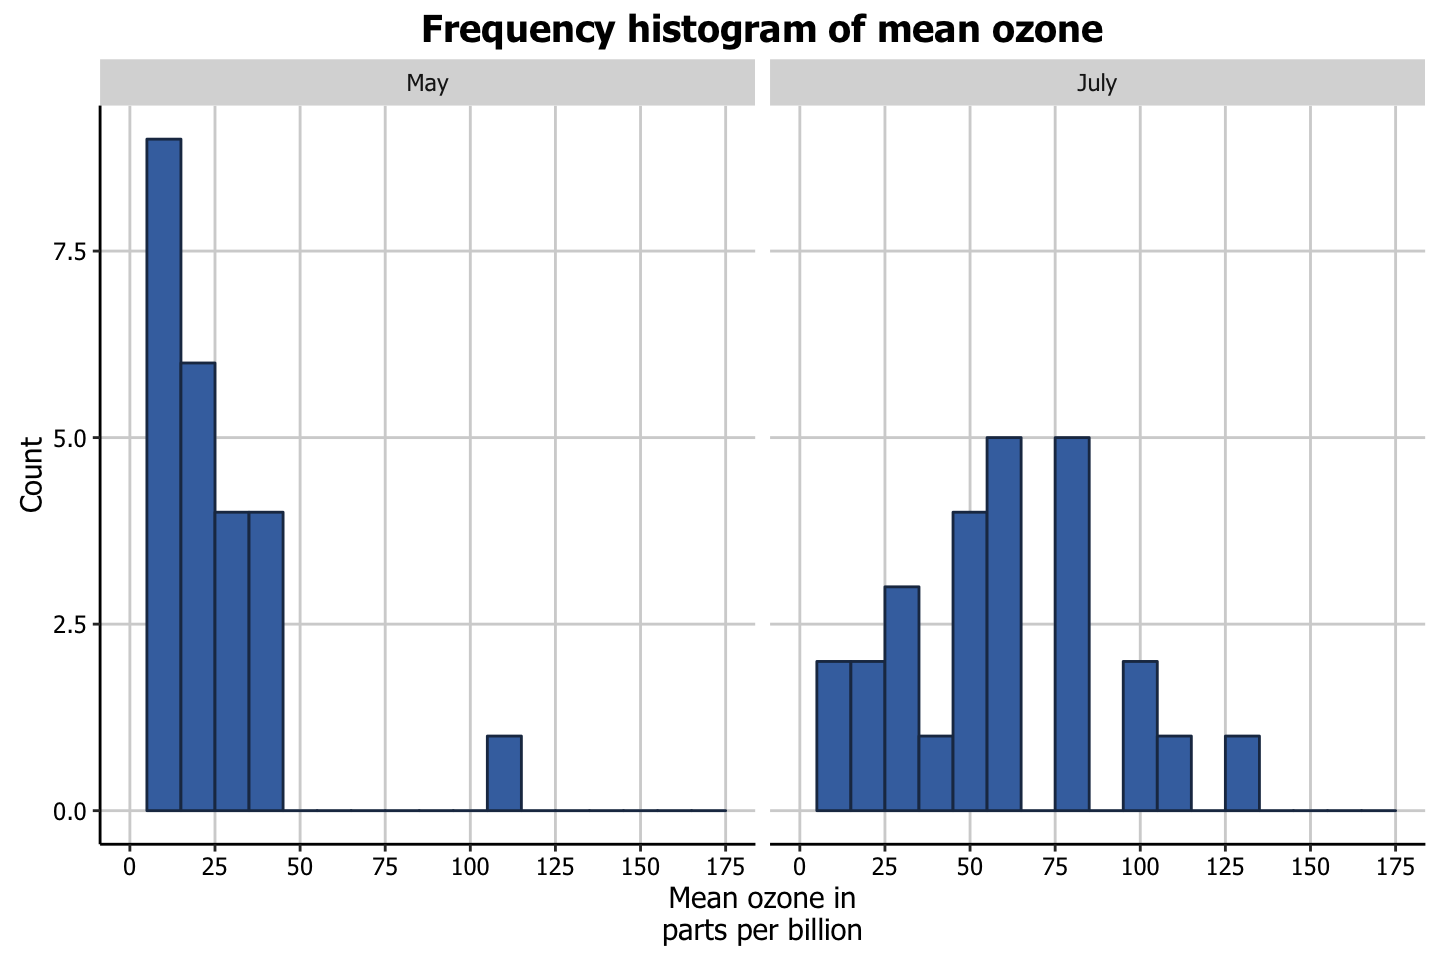 Frequency histogram of mean ozone
May
July
7.5
5.0
2.5
0.0
Count
0 25 50 75 100 125 150 175
0 25 50 75 100 125 150 175
Mean ozone in
parts per billion